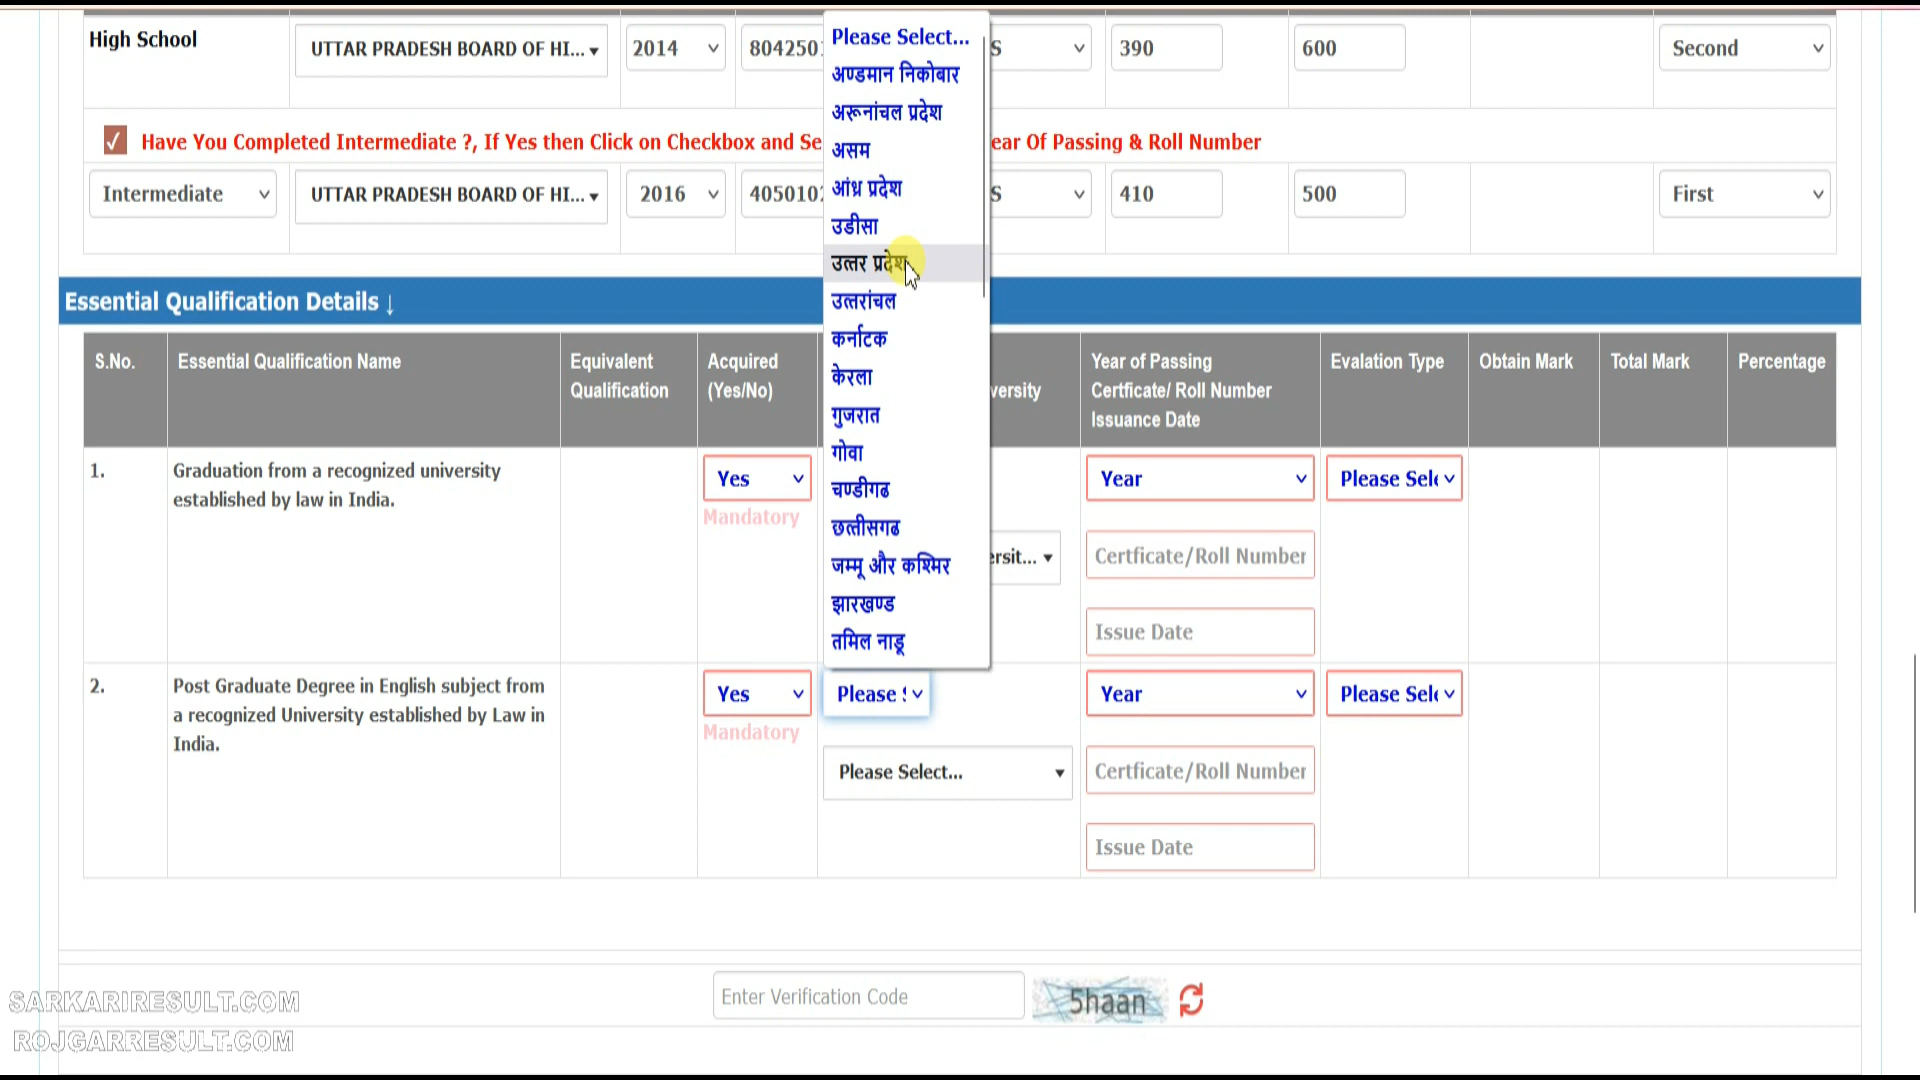 High School
UTTAR PRADESH BOARD OF HI...
2014
804250
S
390
600
Second
Have You Completed Intermediate ?, If Yes then Click on Checkbox and Se
ear Of Passing & Roll Number
Intermediate
UTTAR PRADESH BOARD OF HI...
2016
405010
S
410
500
First
Please Select...
अण्डमान निकोबार
अरूनांचल प्रदेश
असम
आंध्र प्रदेश
उडीसा
उत्तर प्रदेश
उत्तरांचल
कर्नाटक
केरला
गुजरात
गोवा
चण्डीगढ
छत्तीसगढ
जम्मू और कश्मिर
झारखण्ड
तमिल नाडू
Essential Qualification Details ↓
S.No.
Essential Qualification Name
Equivalent
Qualification
Acquired
(Yes/No)
versity
Year of Passing
Certficate/ Roll Number
Issuance Date
Evalation Type
Obtain Mark
Total Mark
Percentage
1.
Graduation from a recognized university
established by law in India.
Yes
Mandatory
ersit...
Year
Certficate/Roll Number
Issue Date
Please Sel
2.
Post Graduate Degree in English subject from
a recognized University established by Law in
India.
Yes
Mandatory
Please
Please Select...
Year
Certficate/Roll Number
Issue Date
Please Sel
Enter Verification Code
5haan
SARKARIRESULT.COM
ROJGARRESULT.COM